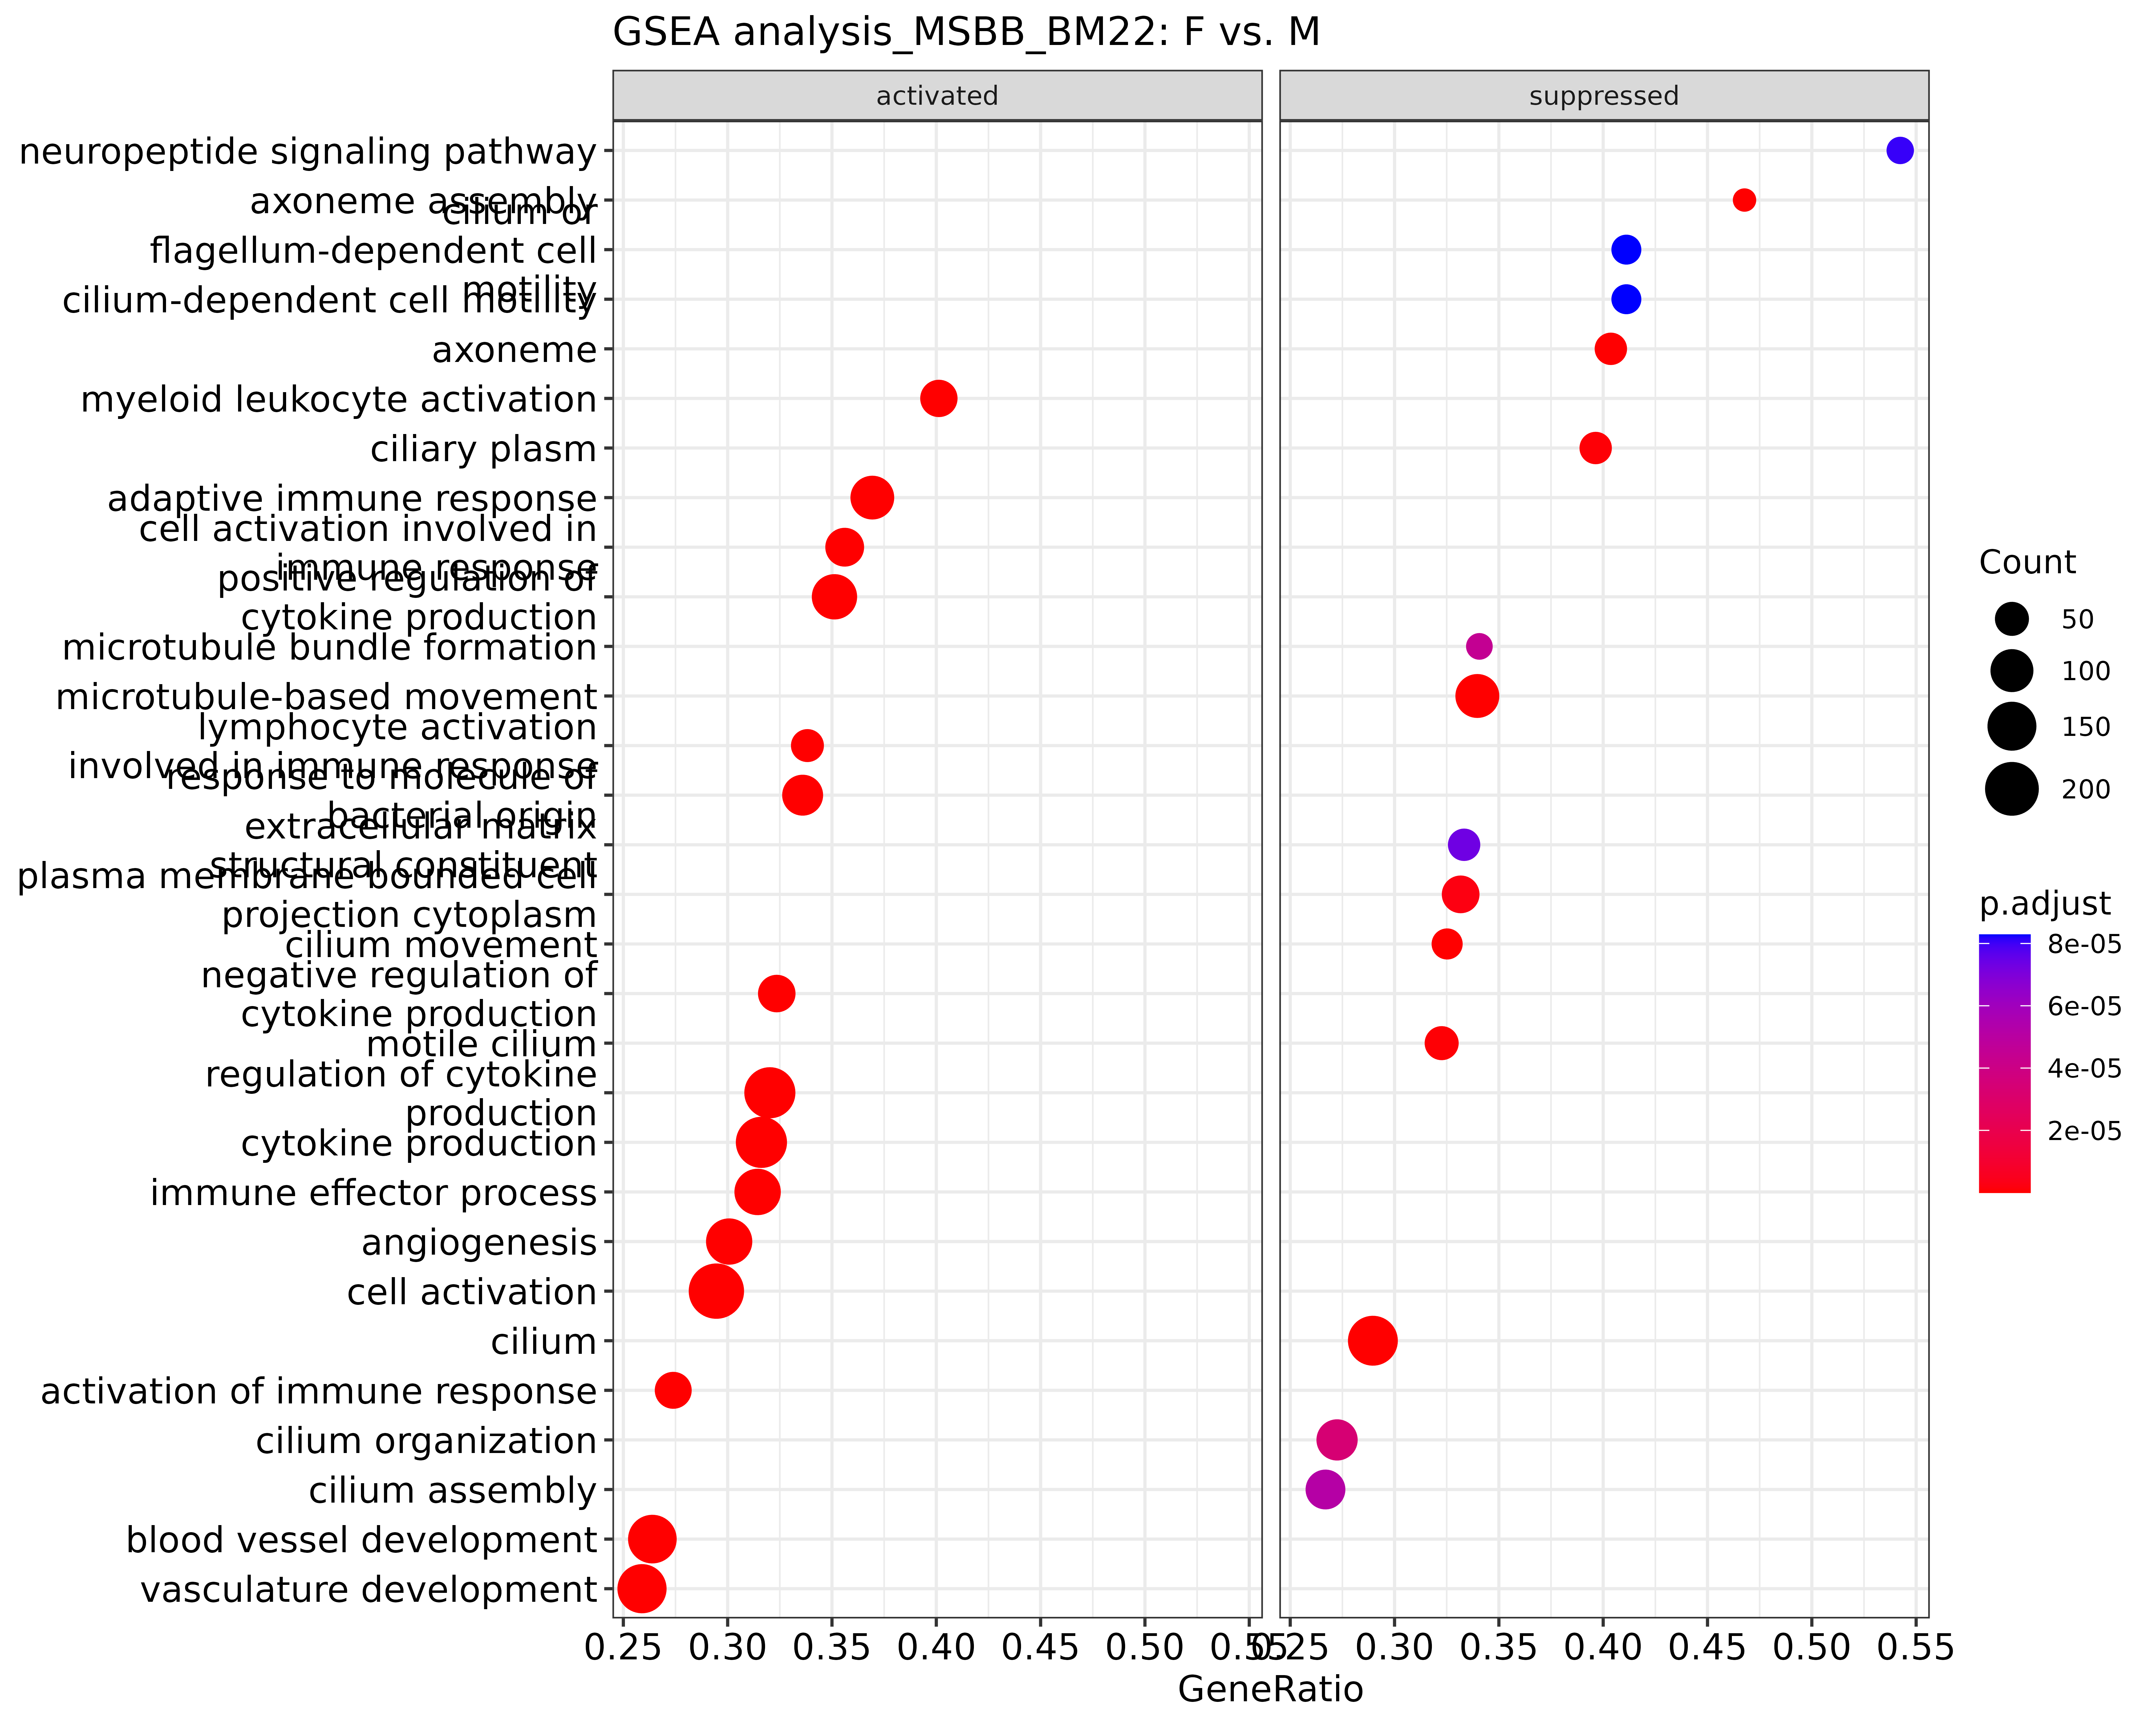 GSEA analysis_MSBB_BM22: F vs. M
activated
suppressed
neuropeptide signaling pathway
axoneme assembly
cilium or
flagellum-dependent cell
motility
cilium-dependent cell motility
axoneme
myeloid leukocyte activation
ciliary plasm
adaptive immune response
cell activation involved in
immune response
positive regulation of
cytokine production
microtubule bundle formation
microtubule-based movement
lymphocyte activation
involved in immune response
response to molecule of
bacterial origin
extracellular matrix
structural constituent
plasma membrane bounded cell
projection cytoplasm
cilium movement
negative regulation of
cytokine production
motile cilium
regulation of cytokine
production
cytokine production
immune effector process
angiogenesis
cell activation
cilium
activation of immune response
cilium organization
cilium assembly
blood vessel development
vasculature development
0.25 0.30 0.35 0.40 0.45 0.50 0.55
0.25 0.30 0.35 0.40 0.45 0.50 0.55
GeneRatio
Count
50
100
150
200
p.adjust
8e-05
6e-05
4e-05
2e-05